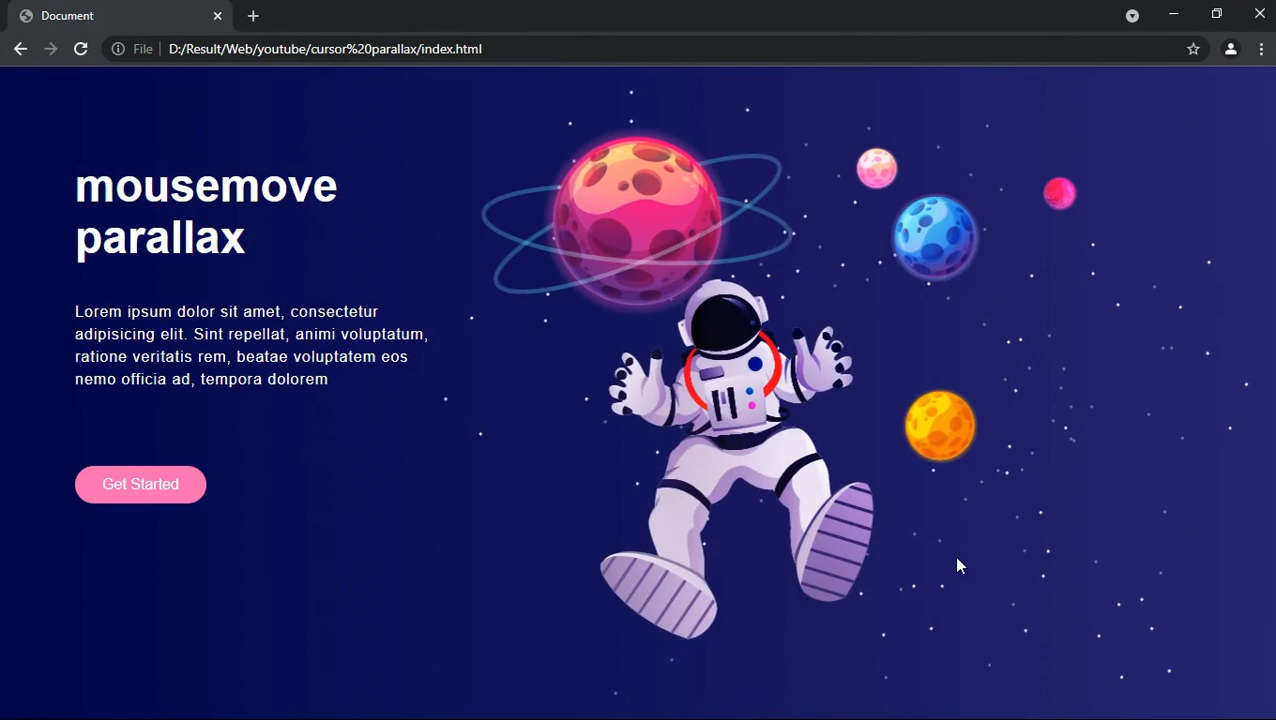 Document
File
D:/Result/Web/youtube/cursor%20parallax/index.html
mousemove
parallax
Lorem ipsum dolor sit amet, consectetur
adipisicing elit. Sint repellat, animi voluptatum,
ratione veritatis rem, beatae voluptatem eos
nemo officia ad, tempora dolorem
Get Started